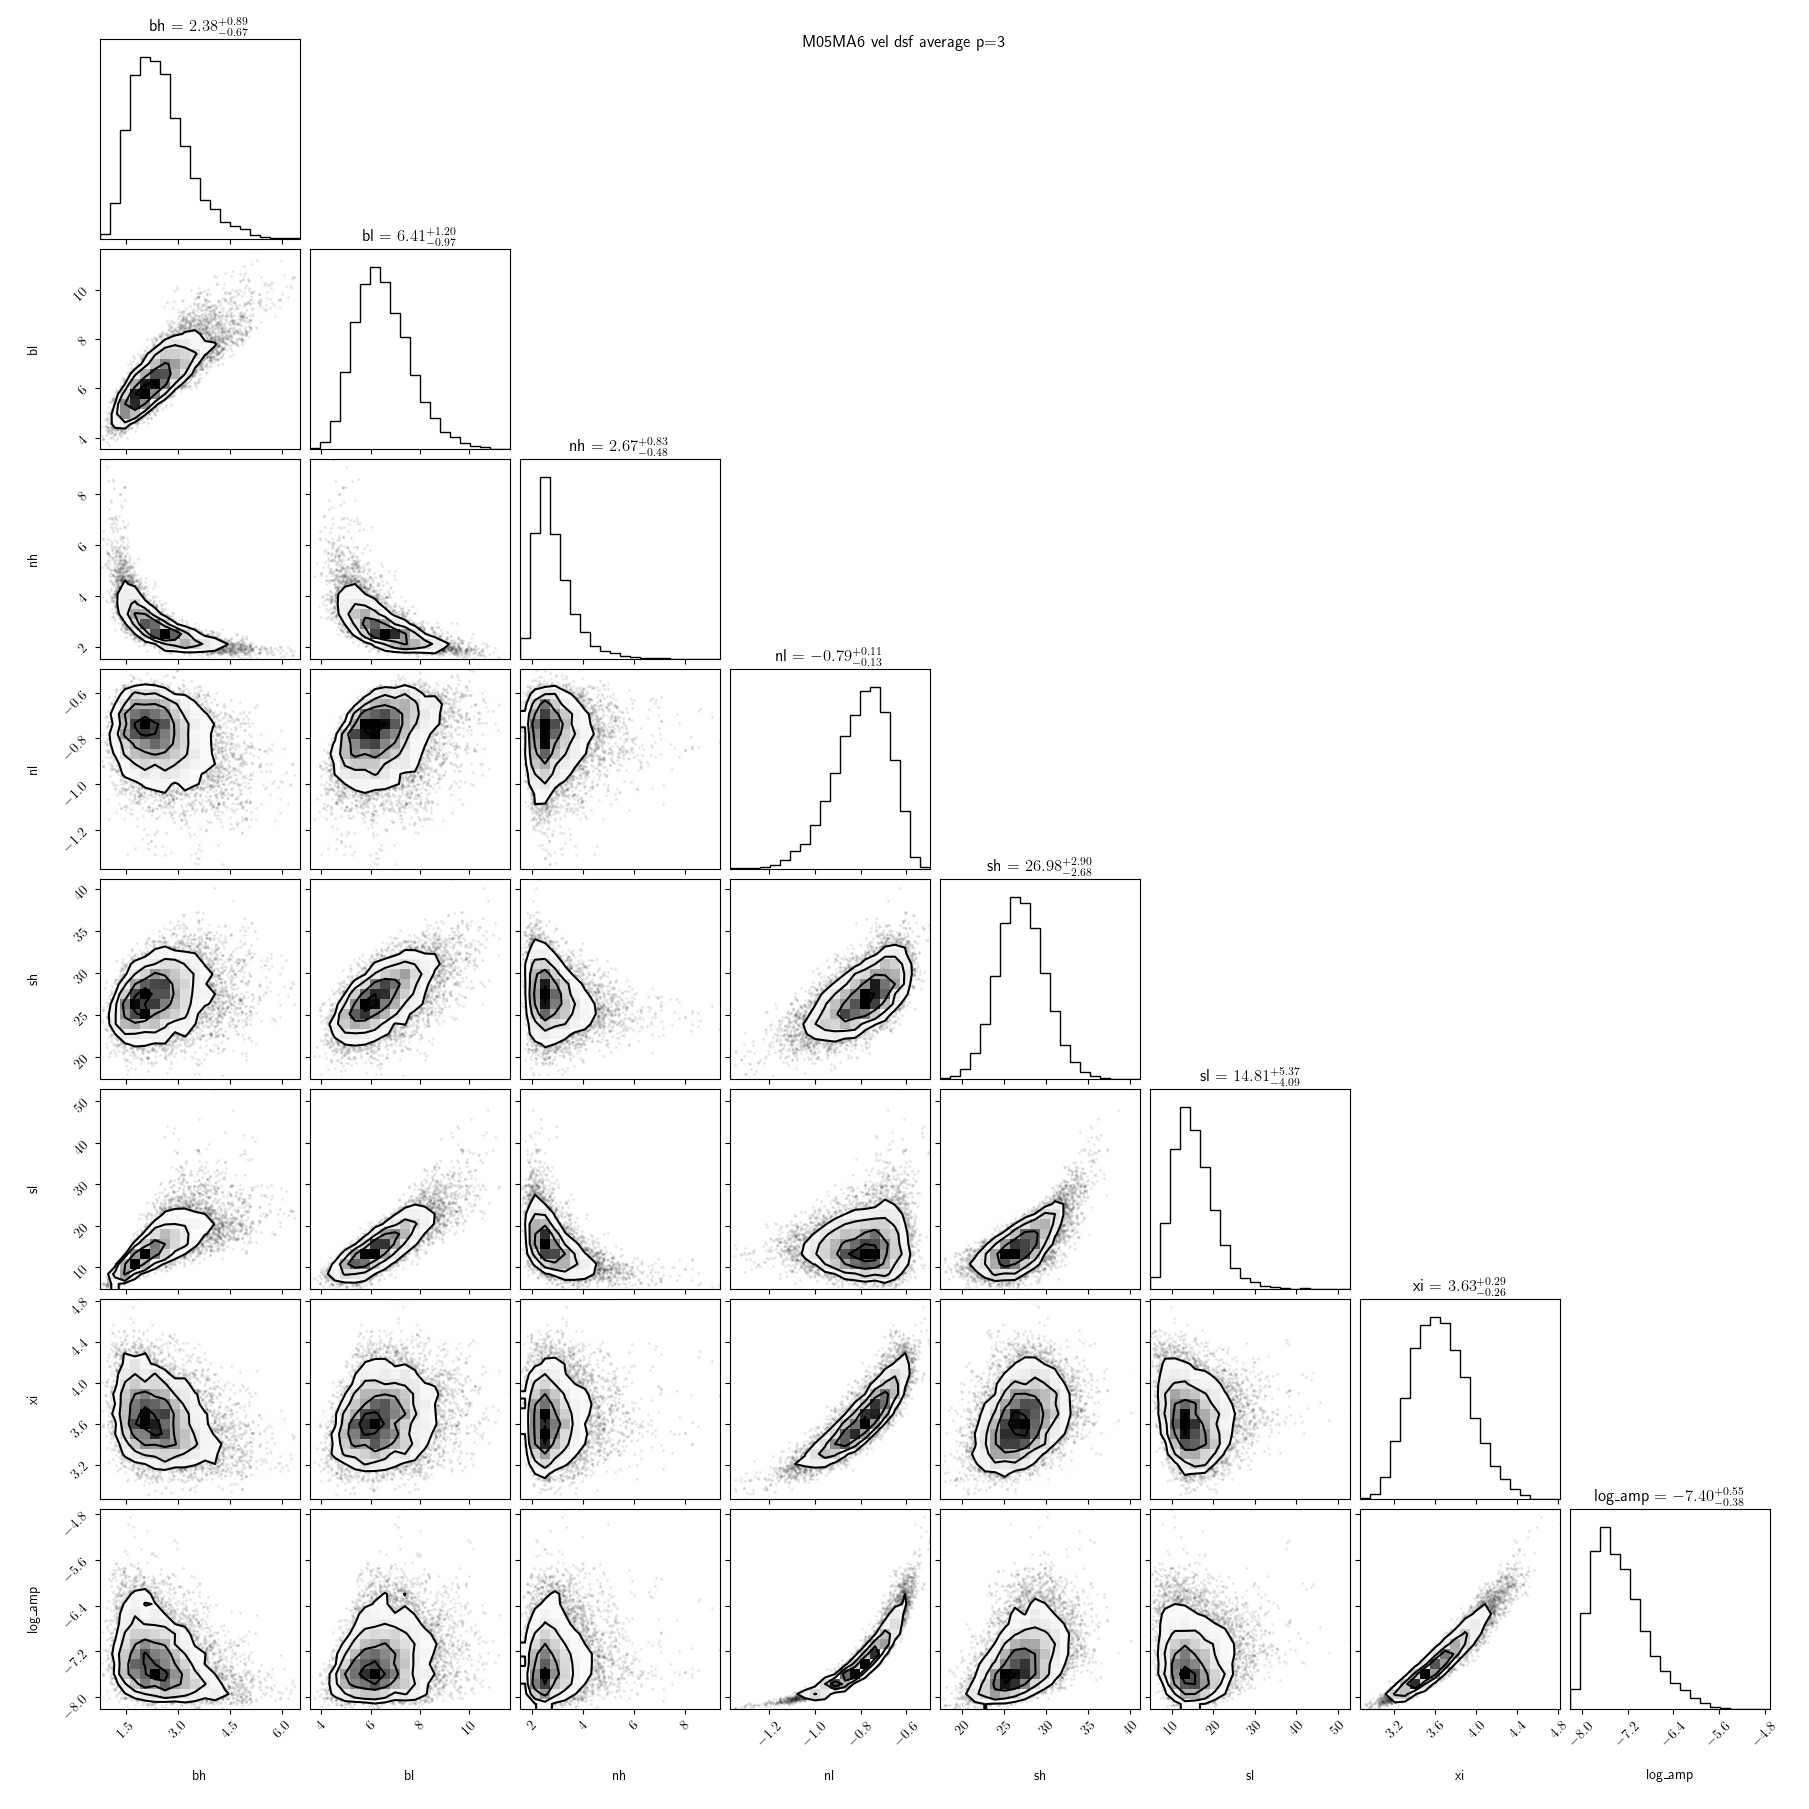 M05MA6 vel dsf average p=3
bh = 2.38+0.89−0.67
bl = 6.41+1.20−0.97
bl
10
8
6
4
nh = 2.67+0.83−0.48
nh
8
6
4
2
nl = −0.79+0.11−0.13
nl
−0.6
−0.8
−1.0
−1.2
sh = 26.98+2.90−2.68
sh
40
35
30
25
20
sl = 14.81+5.37−4.09
sl
50
40
30
20
10
xi = 3.63+0.29−0.26
xi
4.8
4.4
4.0
3.6
3.2
log_amp = −7.40+0.55−0.38
log_amp
−4.8
−5.6
−6.4
−7.2
−8.0
1.5 3.0 4.5 6.0 4 6 8 10 2 4 6 8 −1.2 −1.0 −0.8 −0.6 20 25 30 35 40 10 20 30 40 50 3.2 3.6 4.0 4.4 4.8 −8.0 −7.2 −6.4 −5.6 −4.8
bh bl nh nl sh sl xi log_amp